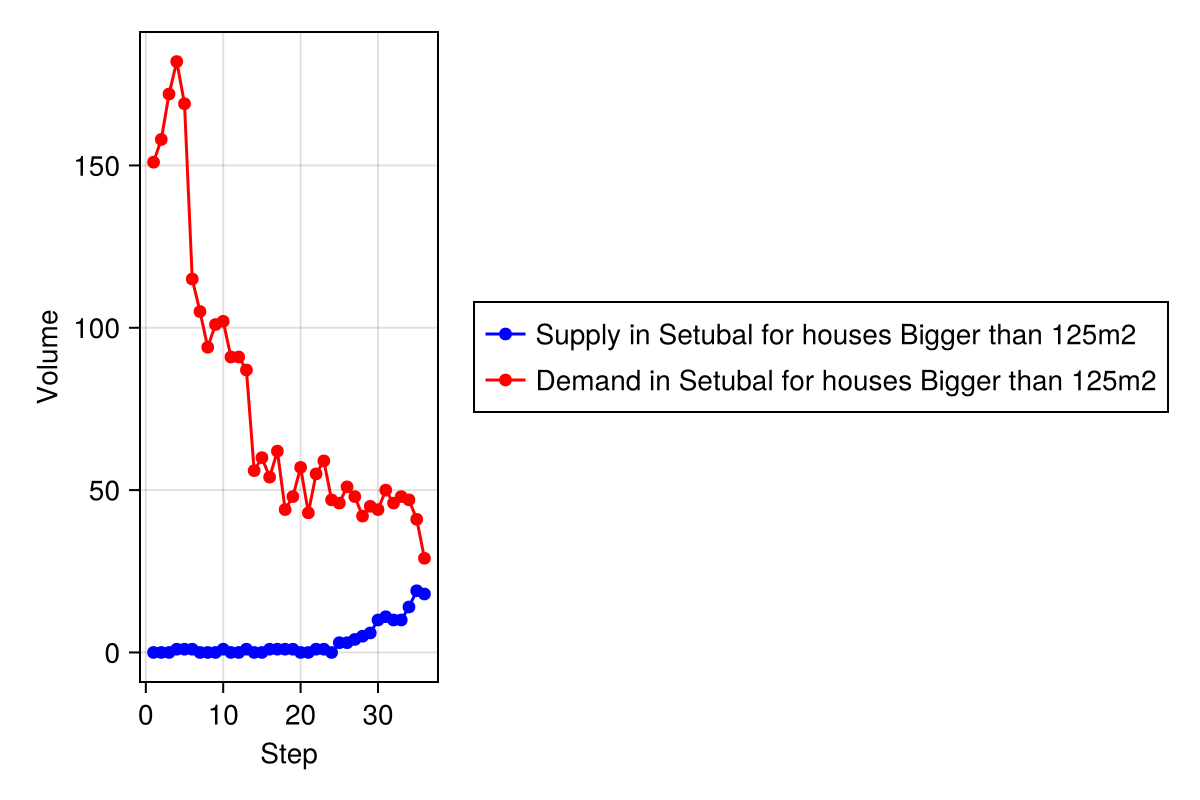 Volume
150
100
50
0
0 10 20 30
Step
Supply in Setubal for houses Bigger than 125m2
Demand in Setubal for houses Bigger than 125m2